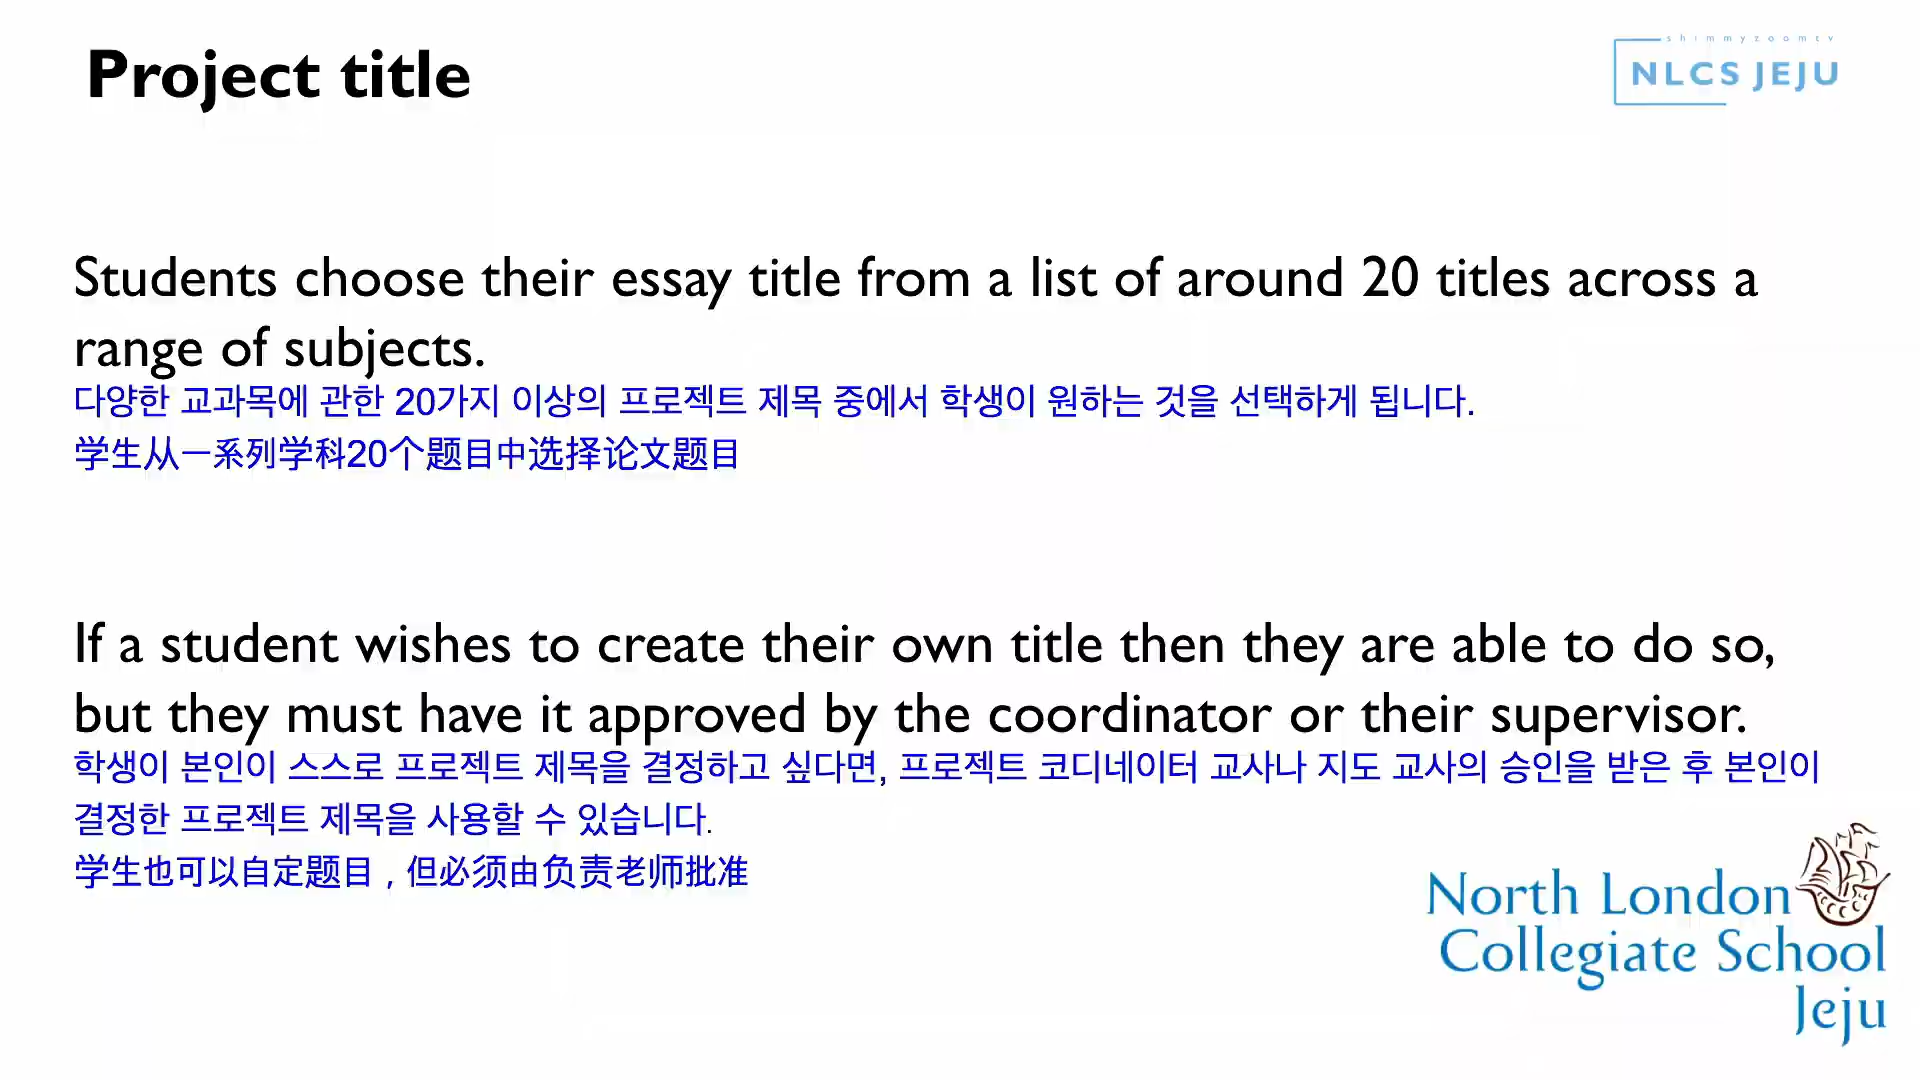 Project title
shimmyzoomtv
NLCS JEJU
Students choose their essay title from a list of around 20 titles across a
range of subjects.
다양한 교과목에 관한 20가지 이상의 프로젝트 제목 중에서 학생이 원하는 것을 선택하게 됩니다.
学生从一系列学科20个题目中选择论文题目
If a student wishes to create their own title then they are able to do so,
but they must have it approved by the coordinator or their supervisor.
학생이 본인이 스스로 프로젝트 제목을 결정하고 싶다면, 프로젝트 코디네이터 교사나 지도 교사의 승인을 받은 후 본인이
결정한 프로젝트 제목을 사용할 수 있습니다.
学生也可以自定题目，但必须由负责老师批准
North London
Collegiate School
Jeju